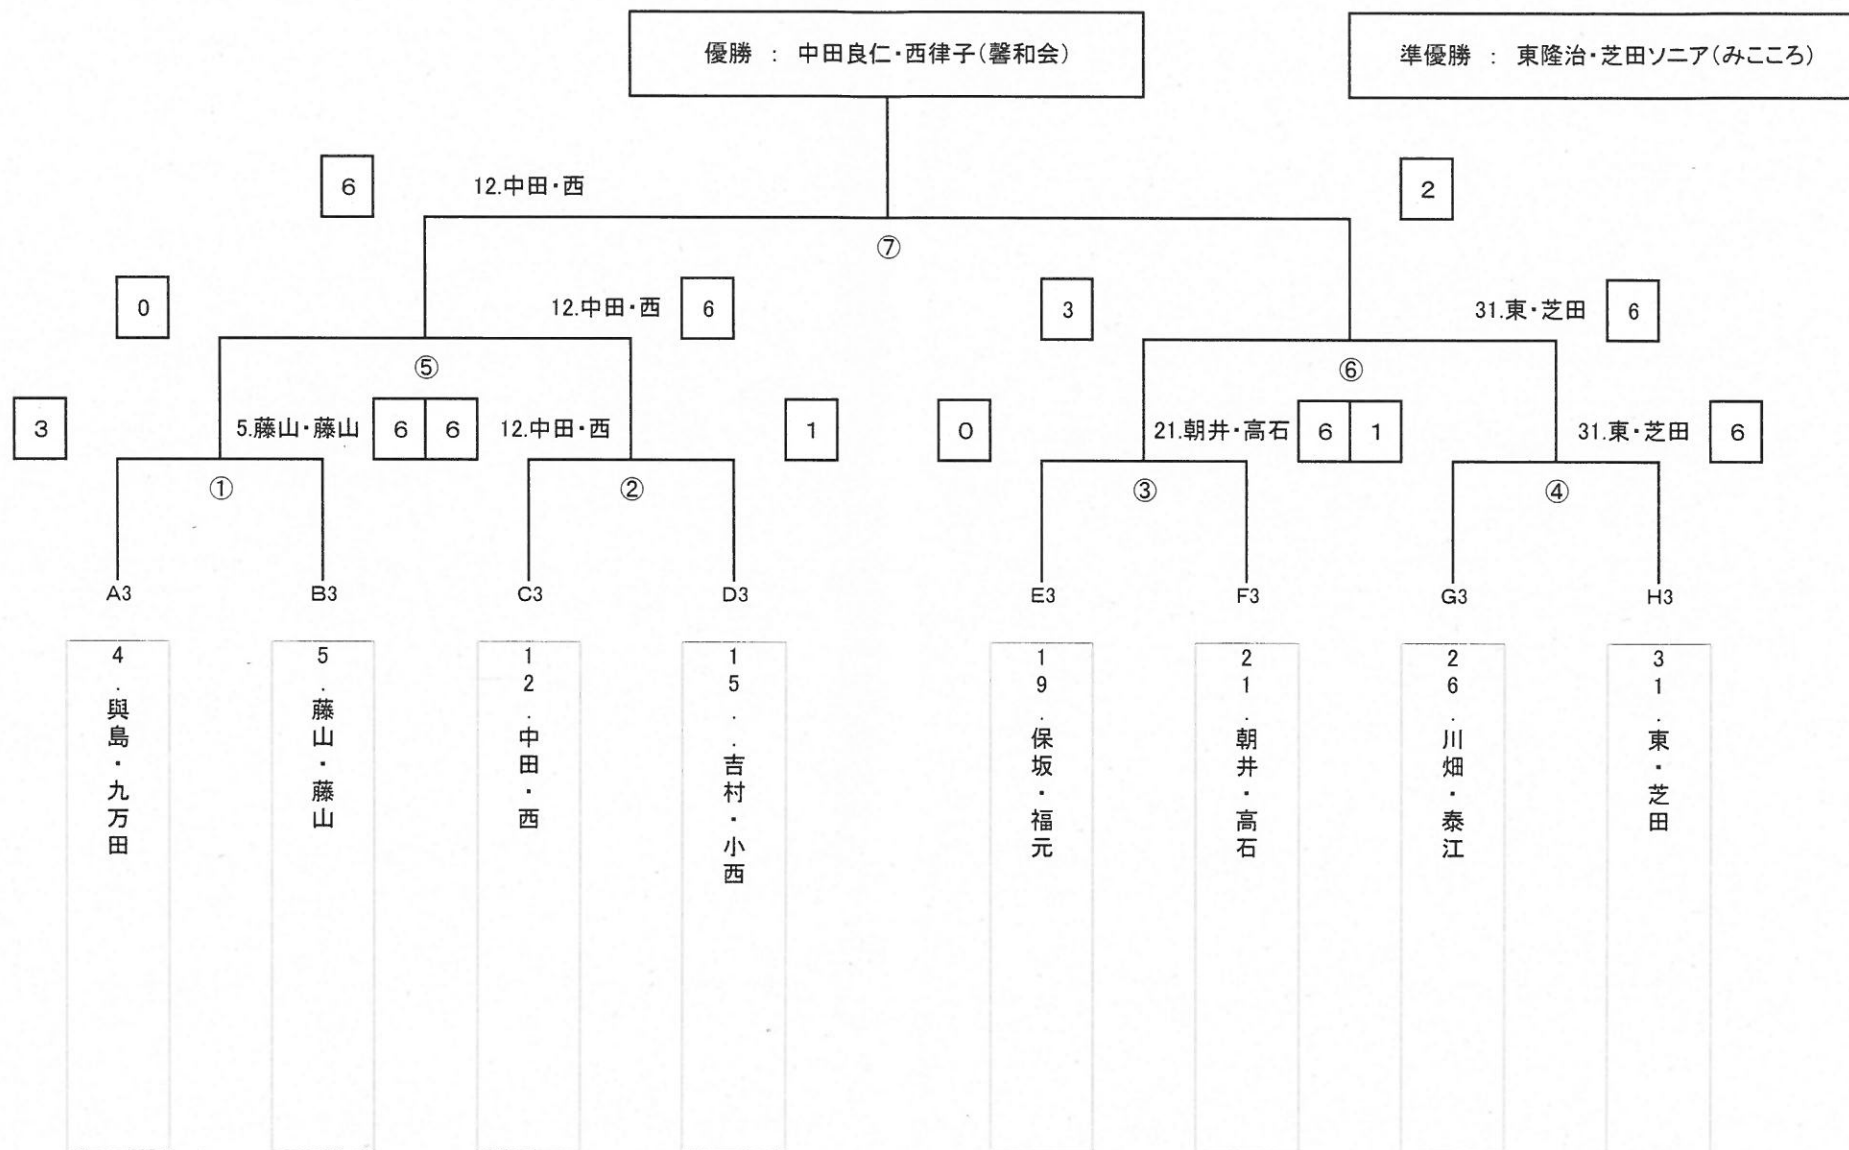 優勝 : 中田良仁・西律子(馨和会)
準優勝 : 東隆治・芝田ソニア(みこころ)
6
12.中田・西
2
⑦
0
12.中田・西
6
3
31.東・芝田
6
⑤
⑥
3
5.藤山・藤山
6
6
12.中田・西
1
0
21.朝井・高石
6
1
31.東・芝田
6
①
②
③
④
A3
B3
C3
D3
E3
F3
G3
H3
4.與島・九万田
5.藤山・藤山
12.中田・西
15..吉村・小西
19.保坂・福元
21.朝井・高石
26.川畑・泰江
31.東・芝田